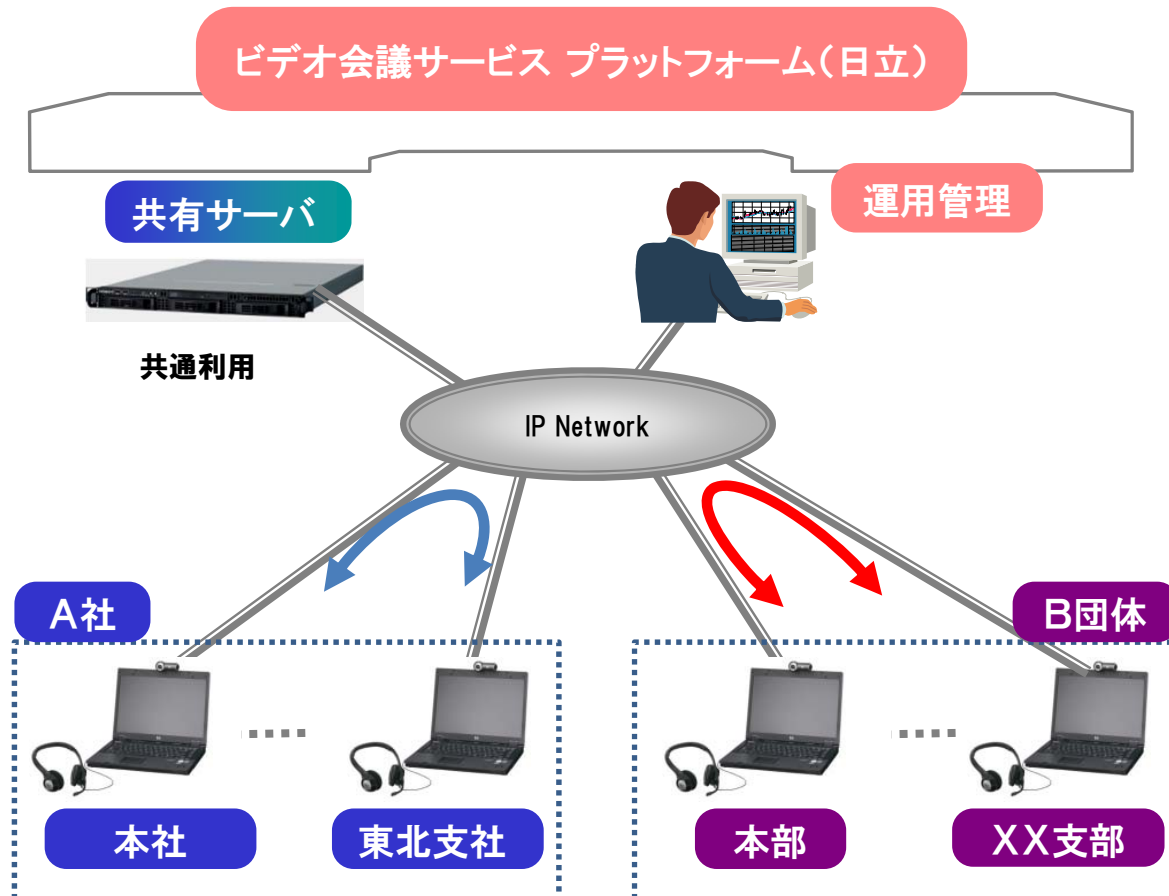 ビデオ会議サービス プラットフォーム（日立）
共有サーバ
運用管理
共通利用
IP Network
A社
B団体
本社
東北支社
本部
XX支部